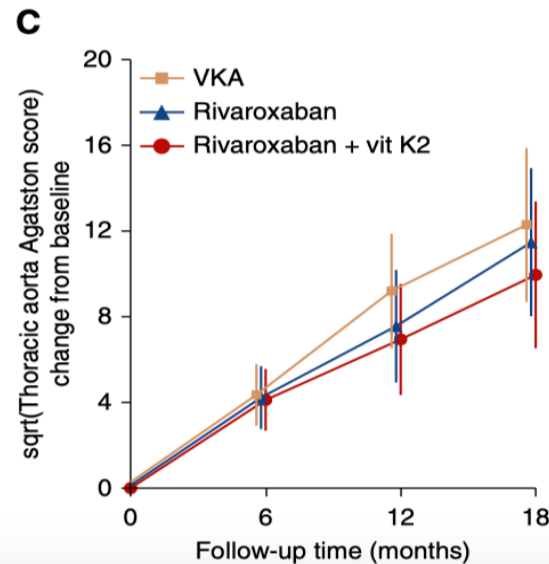 C
sqrt(Thoracic aorta Agatston score)
change from baseline
20
16
12
8
4
0
VKA
Rivaroxaban
Rivaroxaban + vit K2
0 6 12 18
Follow-up time (months)